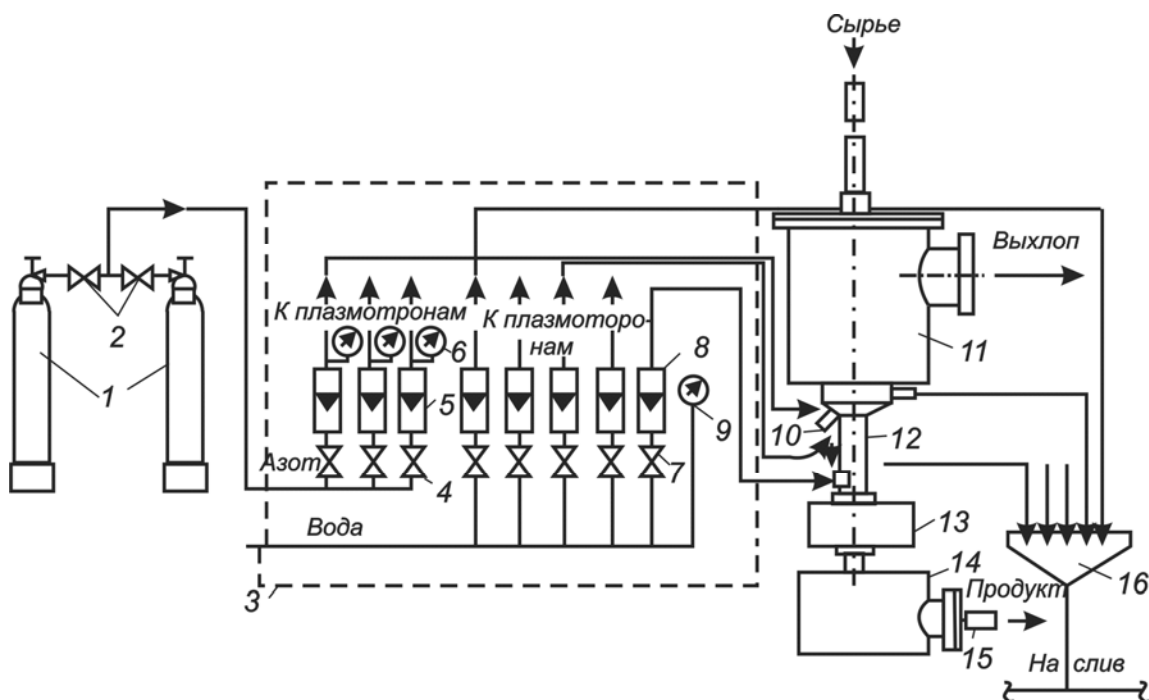 Сырье
Выхлоп
К плазмотронам
К плазмоторо-
нам
1
2
3
4
5
6
7
8
9
10
11
12
13
14
15
16
Азот
Вода
Продукт
На слив